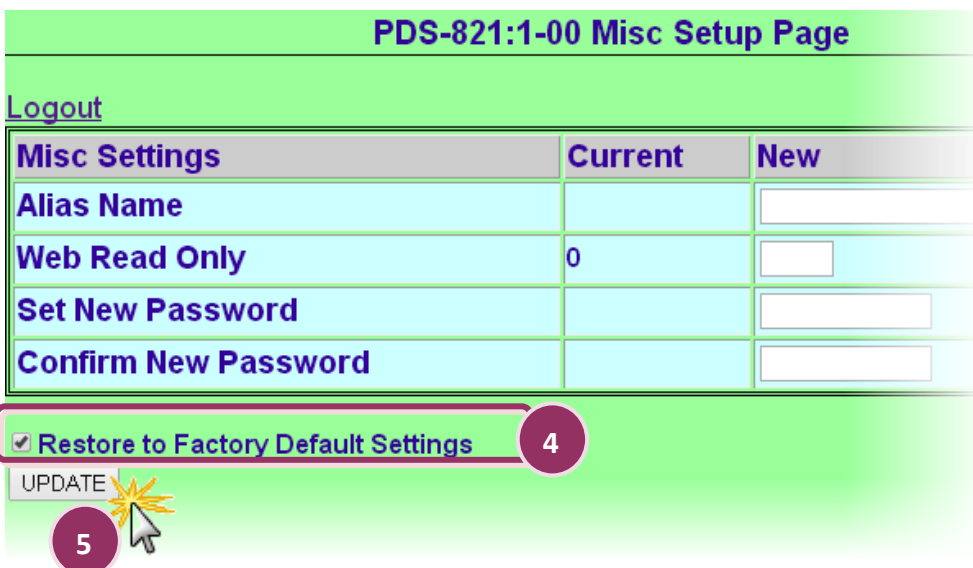 PDS-821:1-00 Misc Setup Page
Logout
Misc Settings Current New
Alias Name
Web Read Only 0
Set New Password
Confirm New Password
Restore to Factory Default Settings 4
UPDATE
5